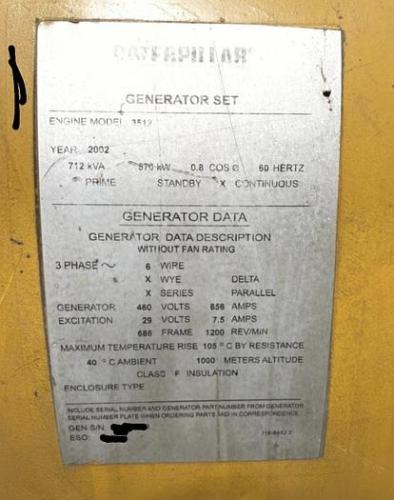 CATERPILLAR
GENERATOR SET
ENGINE MODEL 3512
YEAR 2002
712 kVA 570 kW 0.8 COS Ø 60 HERTZ
PRIME STANDBY X CONTINUOUS
GENERATOR DATA
GENERATOR DATA DESCRIPTION
WITHOUT FAN RATING
3 PHASE ~ 6 WIRE
X WYE DELTA
X SERIES PARALLEL
GENERATOR 480 VOLTS 856 AMPS
EXCITATION 29 VOLTS 7.5 AMPS
686 FRAME 1200 REV/MIN
MAXIMUM TEMPERATURE RISE 105 °C BY RESISTANCE
40 °C AMBIENT 1000 METERS ALTITUDE
CLASS F INSULATION
ENCLOSURE TYPE
INCLUDE SERIAL NUMBER AND GENERATOR PART NUMBER FROM GENERATOR
SERIAL NUMBER PLATE WHEN ORDERING PARTS AND IN CORRESPONDENCE
GEN S/N:
ESO: